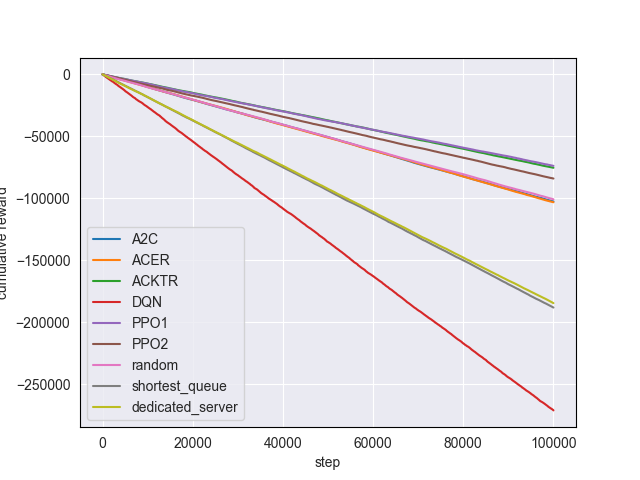 0
−50000
−100000
−150000
−200000
−250000
cumulative reward
A2C
ACER
ACKTR
DQN
PPO1
PPO2
random
shortest_queue
dedicated_server
0 20000 40000 60000 80000 100000
step